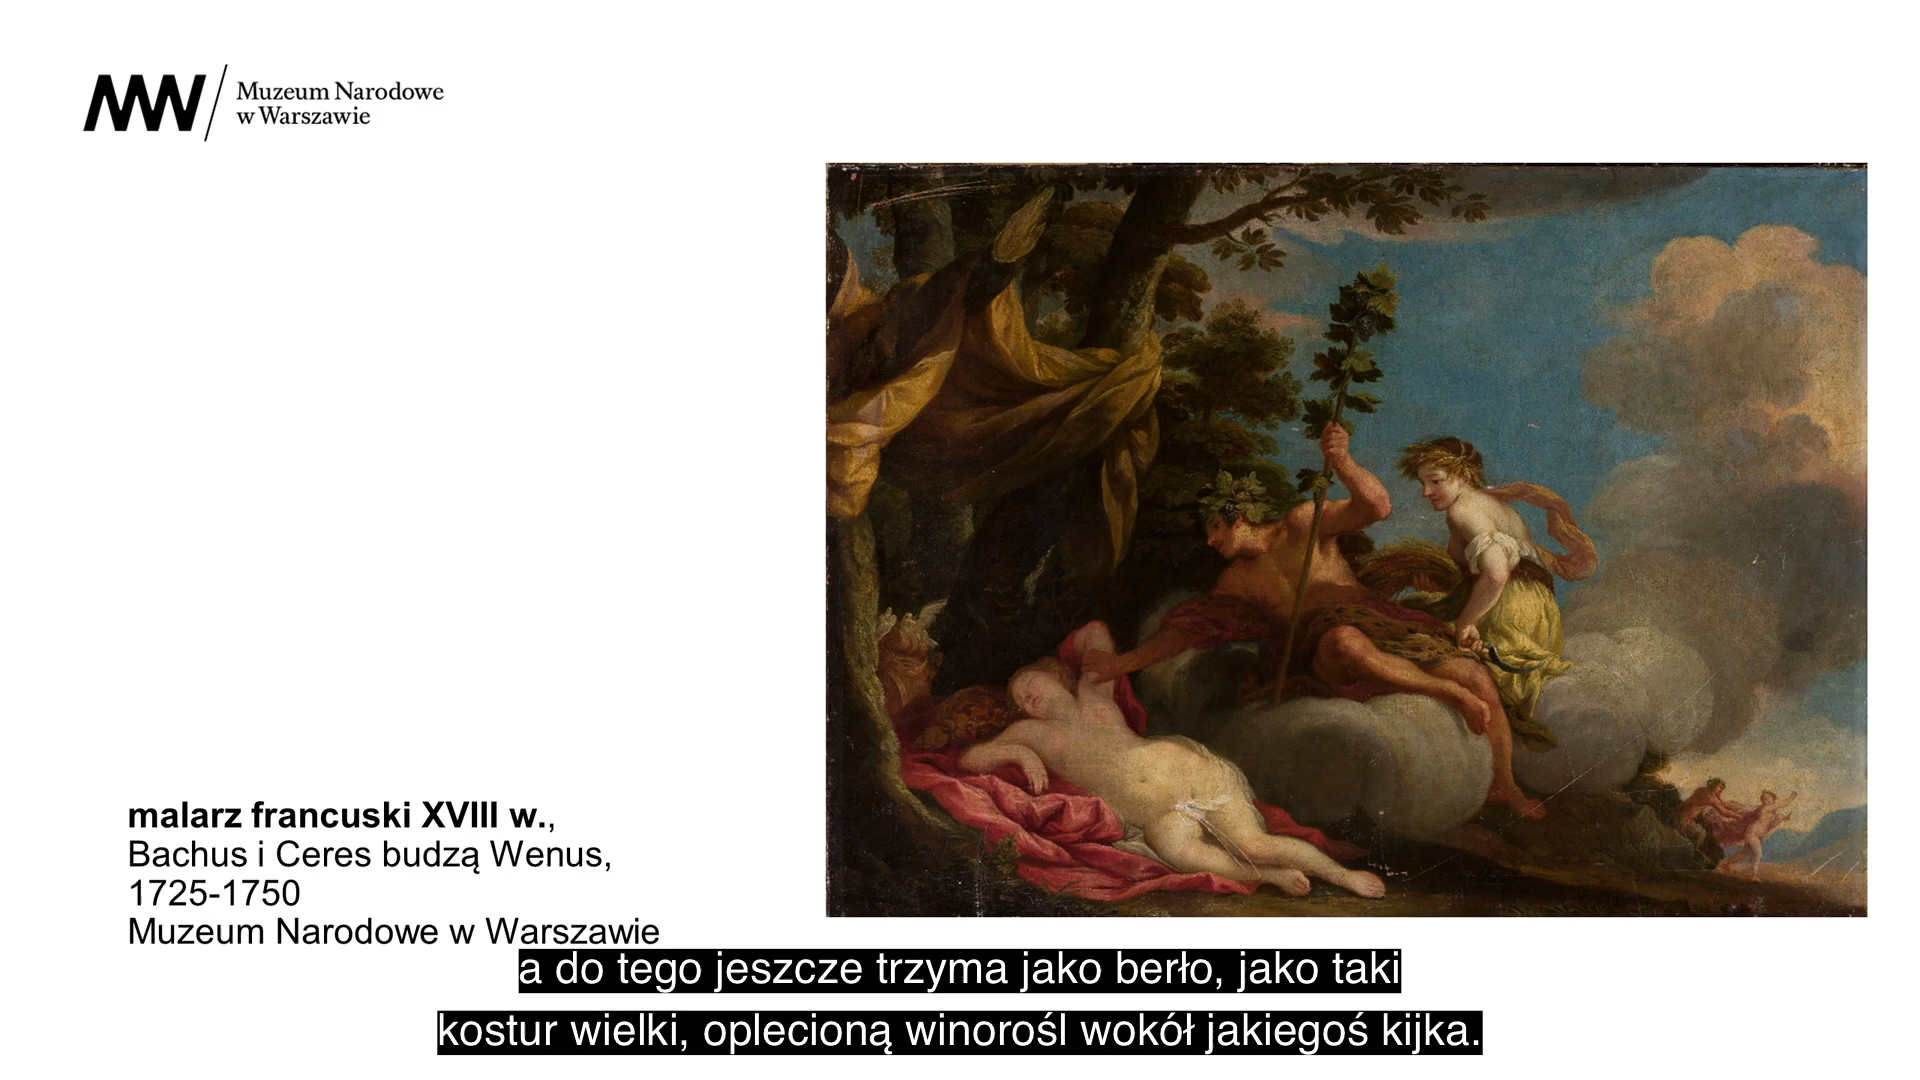 MNW
Muzeum Narodowe
w Warszawie
malarz francuski XVIII w.,
Bachus i Ceres budzą Wenus,
1725-1750
Muzeum Narodowe w Warszawie
a do tego jeszcze trzyma jako berło, jako taki
kostur wielki, oplecioną winorośl wokół jakiegoś kijka.